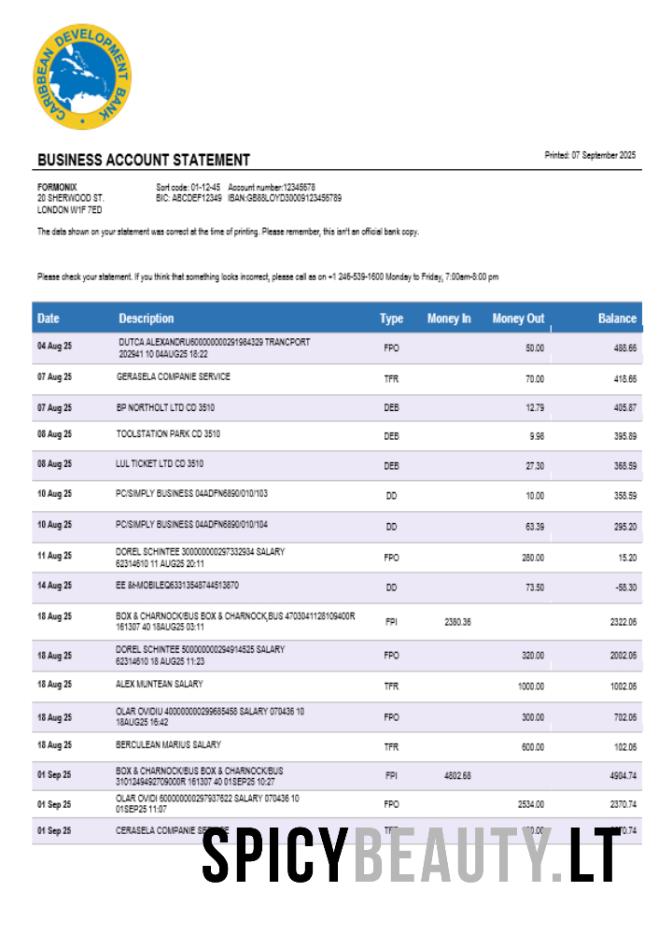 CARIBBEAN DEVELOPMENT BANK
BUSINESS ACCOUNT STATEMENT
Printed: 07 September 2025
FORMONIX Sort code: 01-12-45 Account number:12345678
20 SHERWOOD ST. BIC: ABCDEF12349 IBAN:GB88LOYD30009123456789
LONDON W1F 7ED
The data shown on your statement was correct at the time of printing. Please remember, this isn't an official bank copy.
Please check your statement. If you think that something looks incorrect, please call as on +1 246-539-1600 Monday to Friday, 7:00am-8:00 pm
Date Description Type Money In Money Out Balance
04 Aug 25 DUTCA ALEXANDRU600000000291984329 TRANCPORT FPO 50.00 488.66
202941 10 04AUG25 18:22
07 Aug 25 GERASELA COMPANIE SERVICE TFR 70.00 418.66
07 Aug 25 BP NORTHOLT LTD CD 3510 DEB 12.79 405.87
08 Aug 25 TOOLSTATION PARK CD 3510 DEB 9.98 395.89
08 Aug 25 LUL TICKET LTD CD 3510 DEB 27.30 368.59
10 Aug 25 PC/SIMPLY BUSINESS 04ADFN6890/010/103 DD 10.00 358.59
10 Aug 25 PC/SIMPLY BUSINESS 04ADFN6890/010/104 DD 63.39 295.20
11 Aug 25 DOREL SCHINTEE 300000000297332934 SALARY FPO 280.00 15.20
62314610 11 AUG25 20:11
14 Aug 25 EE &MOBILEQ63313548744513870 DD 73.50 -58.30
18 Aug 25 BOX & CHARNOCK/BUS BOX & CHARNOCK,BUS 4703041128109400R FPI 2380.36 2322.06
161307 40 18AUG25 03:11
18 Aug 25 DOREL SCHINTEE 500000000294914525 SALARY FPO 320.00 2002.06
62314610 18 AUG25 11:23
18 Aug 25 ALEX MUNTEAN SALARY TFR 1000.00 1002.06
18 Aug 25 OLAR OVIDIU 400000000299685458 SALARY 070436 10 FPO 300.00 702.06
18AUG25 16:42
18 Aug 25 BERCULEAN MARIUS SALARY TFR 600.00 102.06
01 Sep 25 BOX & CHARNOCK/BUS BOX & CHARNOCK/BUS FPI 4802.68 4904.74
3101249492709000R 161307 40 01SEP25 10:27
01 Sep 25 OLAR OVIDI 600000000297937622 SALARY 070436 10 FPO 2534.00 2370.74
01SEP25 11:07
01 Sep 25 CERASELA COMPANIE
SPICYBEAUTY.LT